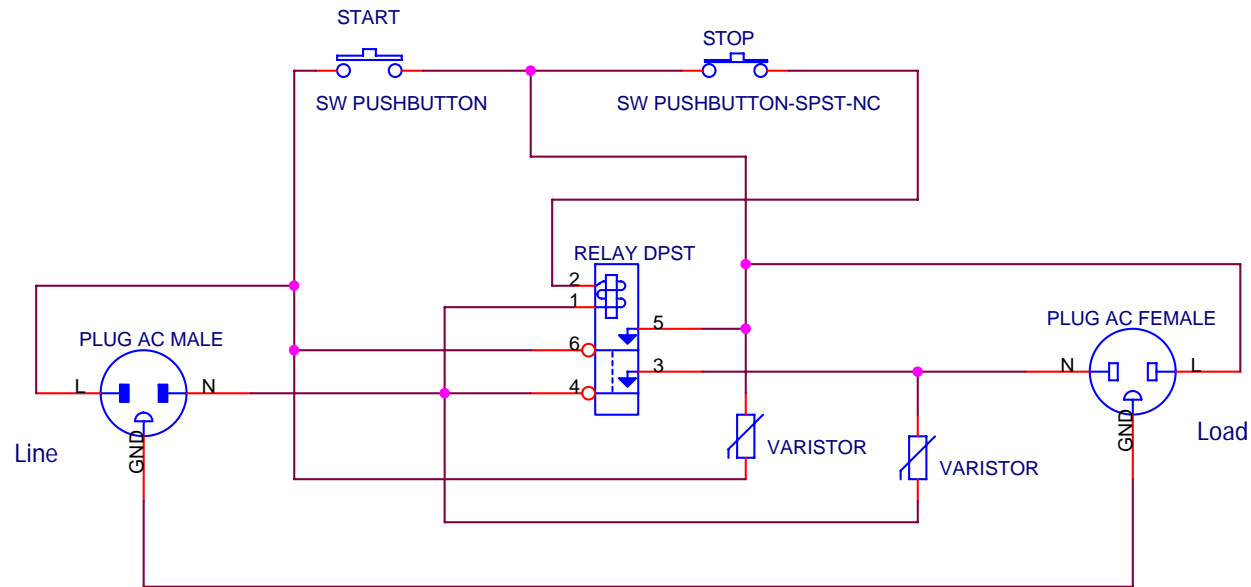 START
STOP
SW PUSHBUTTON
SW PUSHBUTTON-SPST-NC
RELAY DPST
2
1
5
PLUG AC MALE
PLUG AC FEMALE
6
3
L
N
4
N
L
GND
GND
Line
Load
VARISTOR
VARISTOR